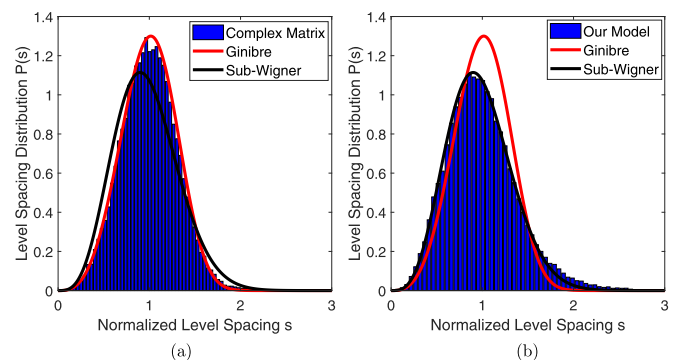 Level Spacing Distribution P(s)
1.4
1.2
1
0.8
0.6
0.4
0.2
0
0
1
2
3
Complex Matrix
Ginibre
Sub-Wigner
Normalized Level Spacing s
(a)
Level Spacing Distribution P(s)
1.4
1.2
1
0.8
0.6
0.4
0.2
0
0
1
2
3
Our Model
Ginibre
Sub-Wigner
Normalized Level Spacing s
(b)